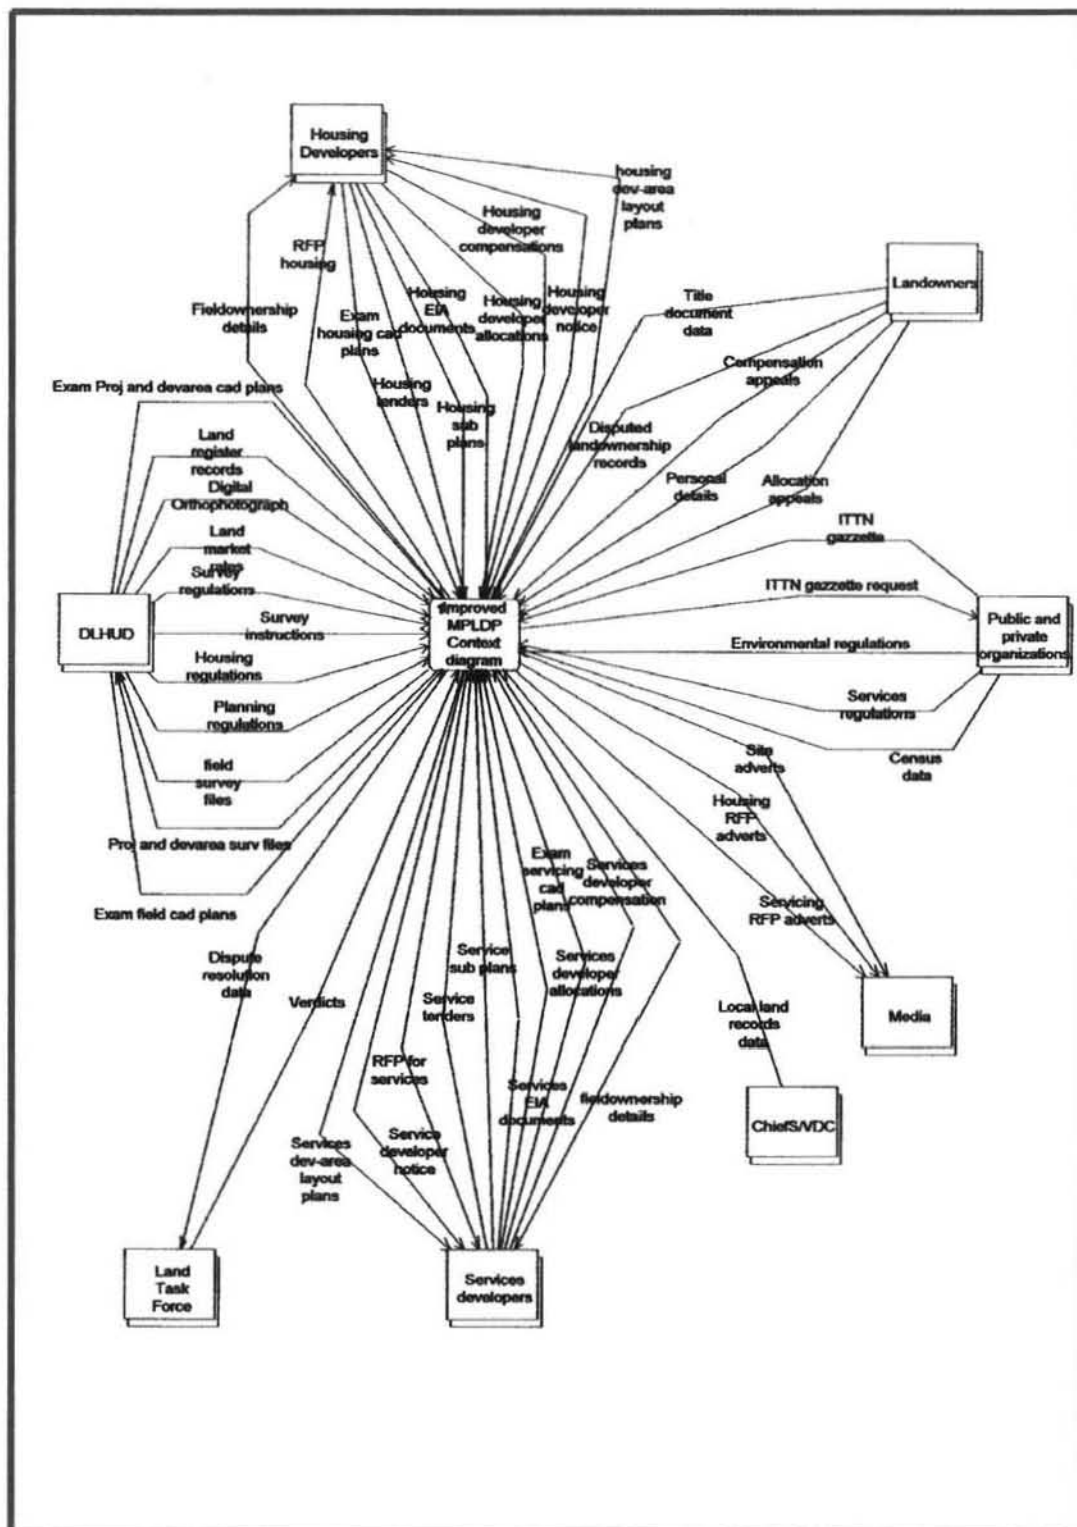 Housing
Developers
housing
dev-area
layout
plans
Housing
developer
compensations
RFP
housing
Landowners
Fieldownership
details
Housing
EIA
documents
Housing
developer
allocations
Housing
developer
notice
Title
document
data
Exam
housing cad
plans
Compensation
appeals
Exam Proj and devarea cad plans
Housing
tenders
Housing
sub
plans
Disputed
landownership
records
Land
register
records
Personal
details
Allocation
appeals
Digital
Orthophotograph
ITTN
gazzette
Land
market
Survey
regulations
ITTN gazzette request
DLHUD
Survey
instructions
Improved
MPLDP
Context
diagram
Public and
private
organizations
Environmental regulations
Housing
regulations
Services
regulations
Planning
regulations
Census
data
Site
adverts
field
survey
files
Housing
RFP
adverts
Proj and devarea surv files
Exam
servicing
cad
plans
Services
developer
compensation
Servicing
RFP adverts
Exam field cad plans
Dispute
resolution
data
Service
sub plans
Services
developer
allocations
Verdicts
Service
tenders
Local land
records
data
Media
RFP for
services
Services
EIA
documents
fieldownership
details
ChiefS/VDC
Services
dev-area
layout
plans
Service
developer
notice
Land
Task
Force
Services
developers